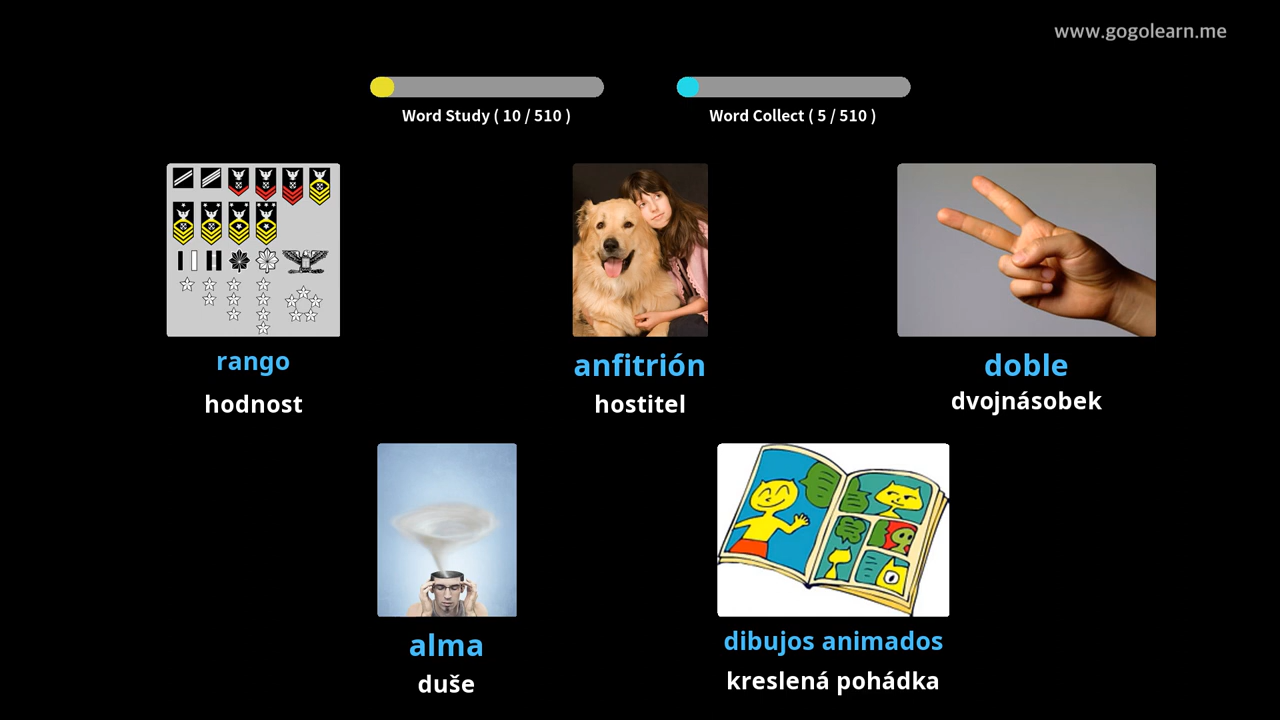 www.gogolearn.me
Word Study ( 10 / 510 )
Word Collect ( 5 / 510 )
rango
hodnost
anfitrión
hostitel
doble
dvojnásobek
alma
duše
dibujos animados
kreslená pohádka